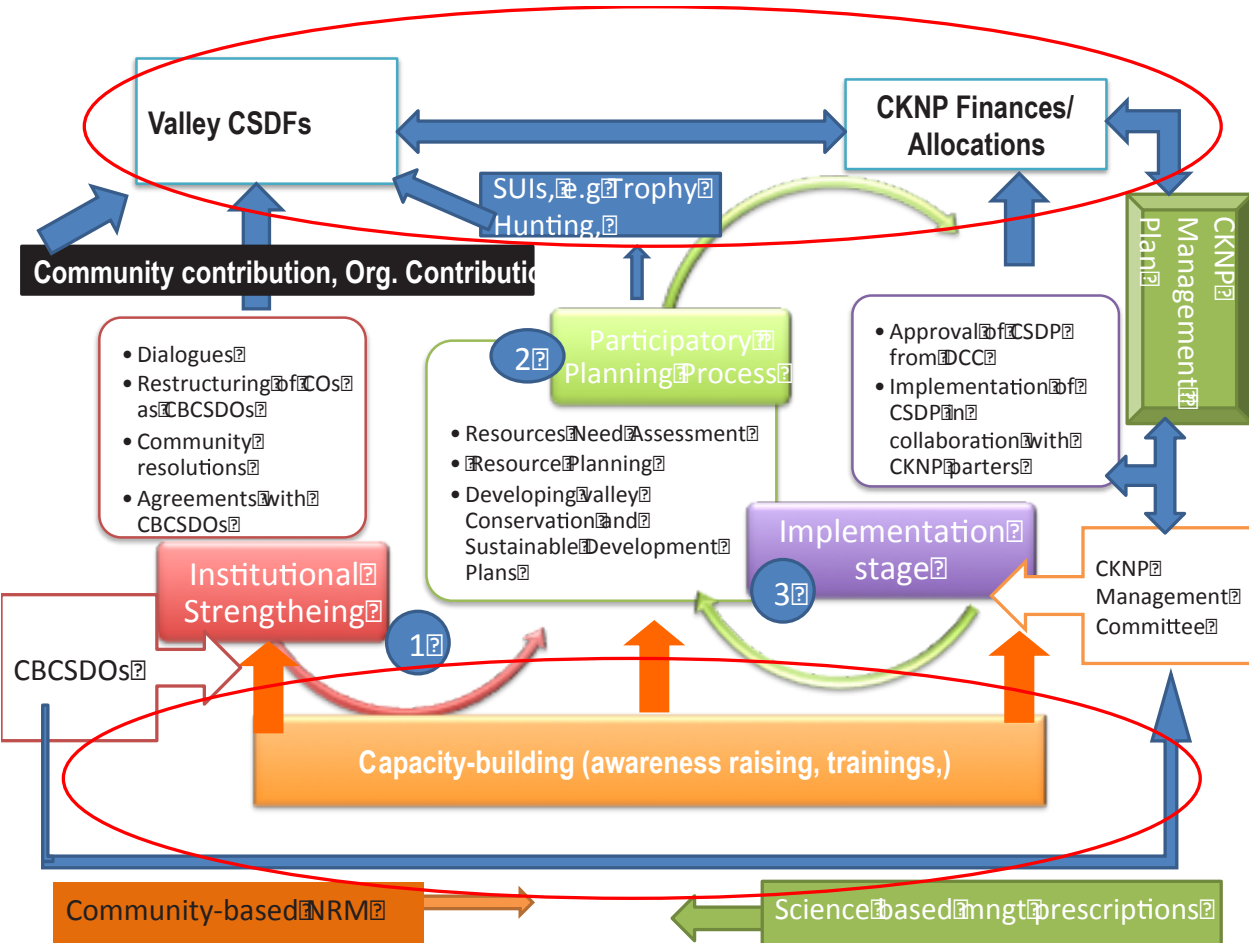 Valley CSDFs
CKNP Finances/
Allocations
SUIs, e.g Trophy
Hunting,
CKNP
Management
Plan
Community contribution, Org. Contributio
• Dialogues
• Restructuring of COs
as CBCSDOs
• Community
resolutions
• Agreements with
CBCSDOs
2
Participatory
Planning Process
• Resources Need Assessment
• Resource Planning
• Developing valley
Conservation and
Sustainable Development
Plans
• Approval of CSDP
from DCC
• Implementation of
CSDP in
collaboration with
CKNP parters
Institutional
Strengtheing
1
Implementation
stage
3
CKNP
Management
Committee
CBCSDOs
Capacity-building (awareness raising, trainings,)
Community-based NRM
Science based mngt prescriptions